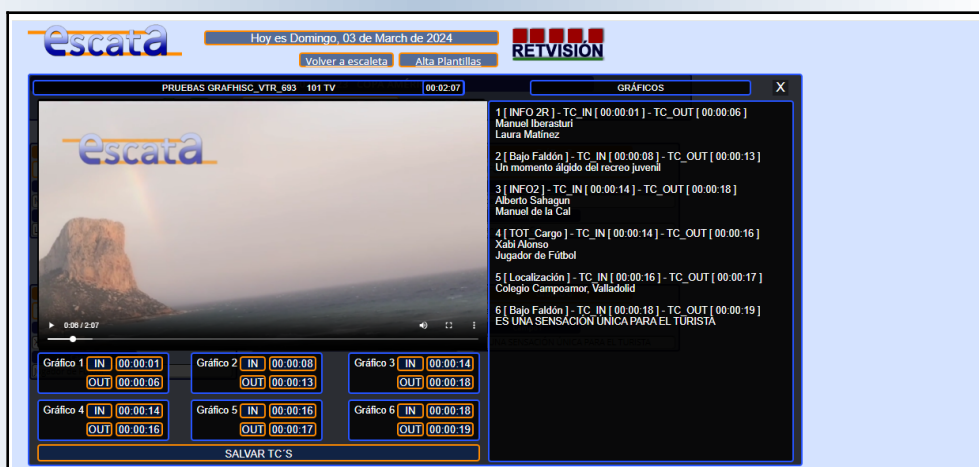 escata
Hoy es Domingo, 03 de March de 2024
RETVISIÓN
Volver a escaleta
Alta Plantillas
PRUEBAS GRAFHISC_VTR_693 101 TV
00:02:07
GRÁFICOS
X
escata
0:06 / 2:07
1 [ INFO 2R ] - TC_IN [ 00:00:01 ] - TC_OUT [ 00:00:06 ]
Manuel Iberasturi
Laura Matínez
2 [ Bajo Faldón ] - TC_IN [ 00:00:08 ] - TC_OUT [ 00:00:13 ]
Un momento álgido del recreo juvenil
3 [ INFO2 ] - TC_IN [ 00:00:14 ] - TC_OUT [ 00:00:18 ]
Alberto Sahagun
Manuel de la Cal
4 [ TOT_Cargo ] - TC_IN [ 00:00:14 ] - TC_OUT [ 00:00:16 ]
Xabi Alonso
Jugador de Fútbol
5 [ Localización ] - TC_IN [ 00:00:16 ] - TC_OUT [ 00:00:17 ]
Colegio Campoamor, Valladolid
6 [ Bajo Faldón ] - TC_IN [ 00:00:18 ] - TC_OUT [ 00:00:19 ]
ES UNA SENSACIÓN ÚNICA PARA EL TURISTA
Gráfico 1 IN 00:00:01
OUT 00:00:06
Gráfico 2 IN 00:00:08
OUT 00:00:13
Gráfico 3 IN 00:00:14
OUT 00:00:18
Gráfico 4 IN 00:00:14
OUT 00:00:16
Gráfico 5 IN 00:00:16
OUT 00:00:17
Gráfico 6 IN 00:00:18
OUT 00:00:19
SALVAR TC´S